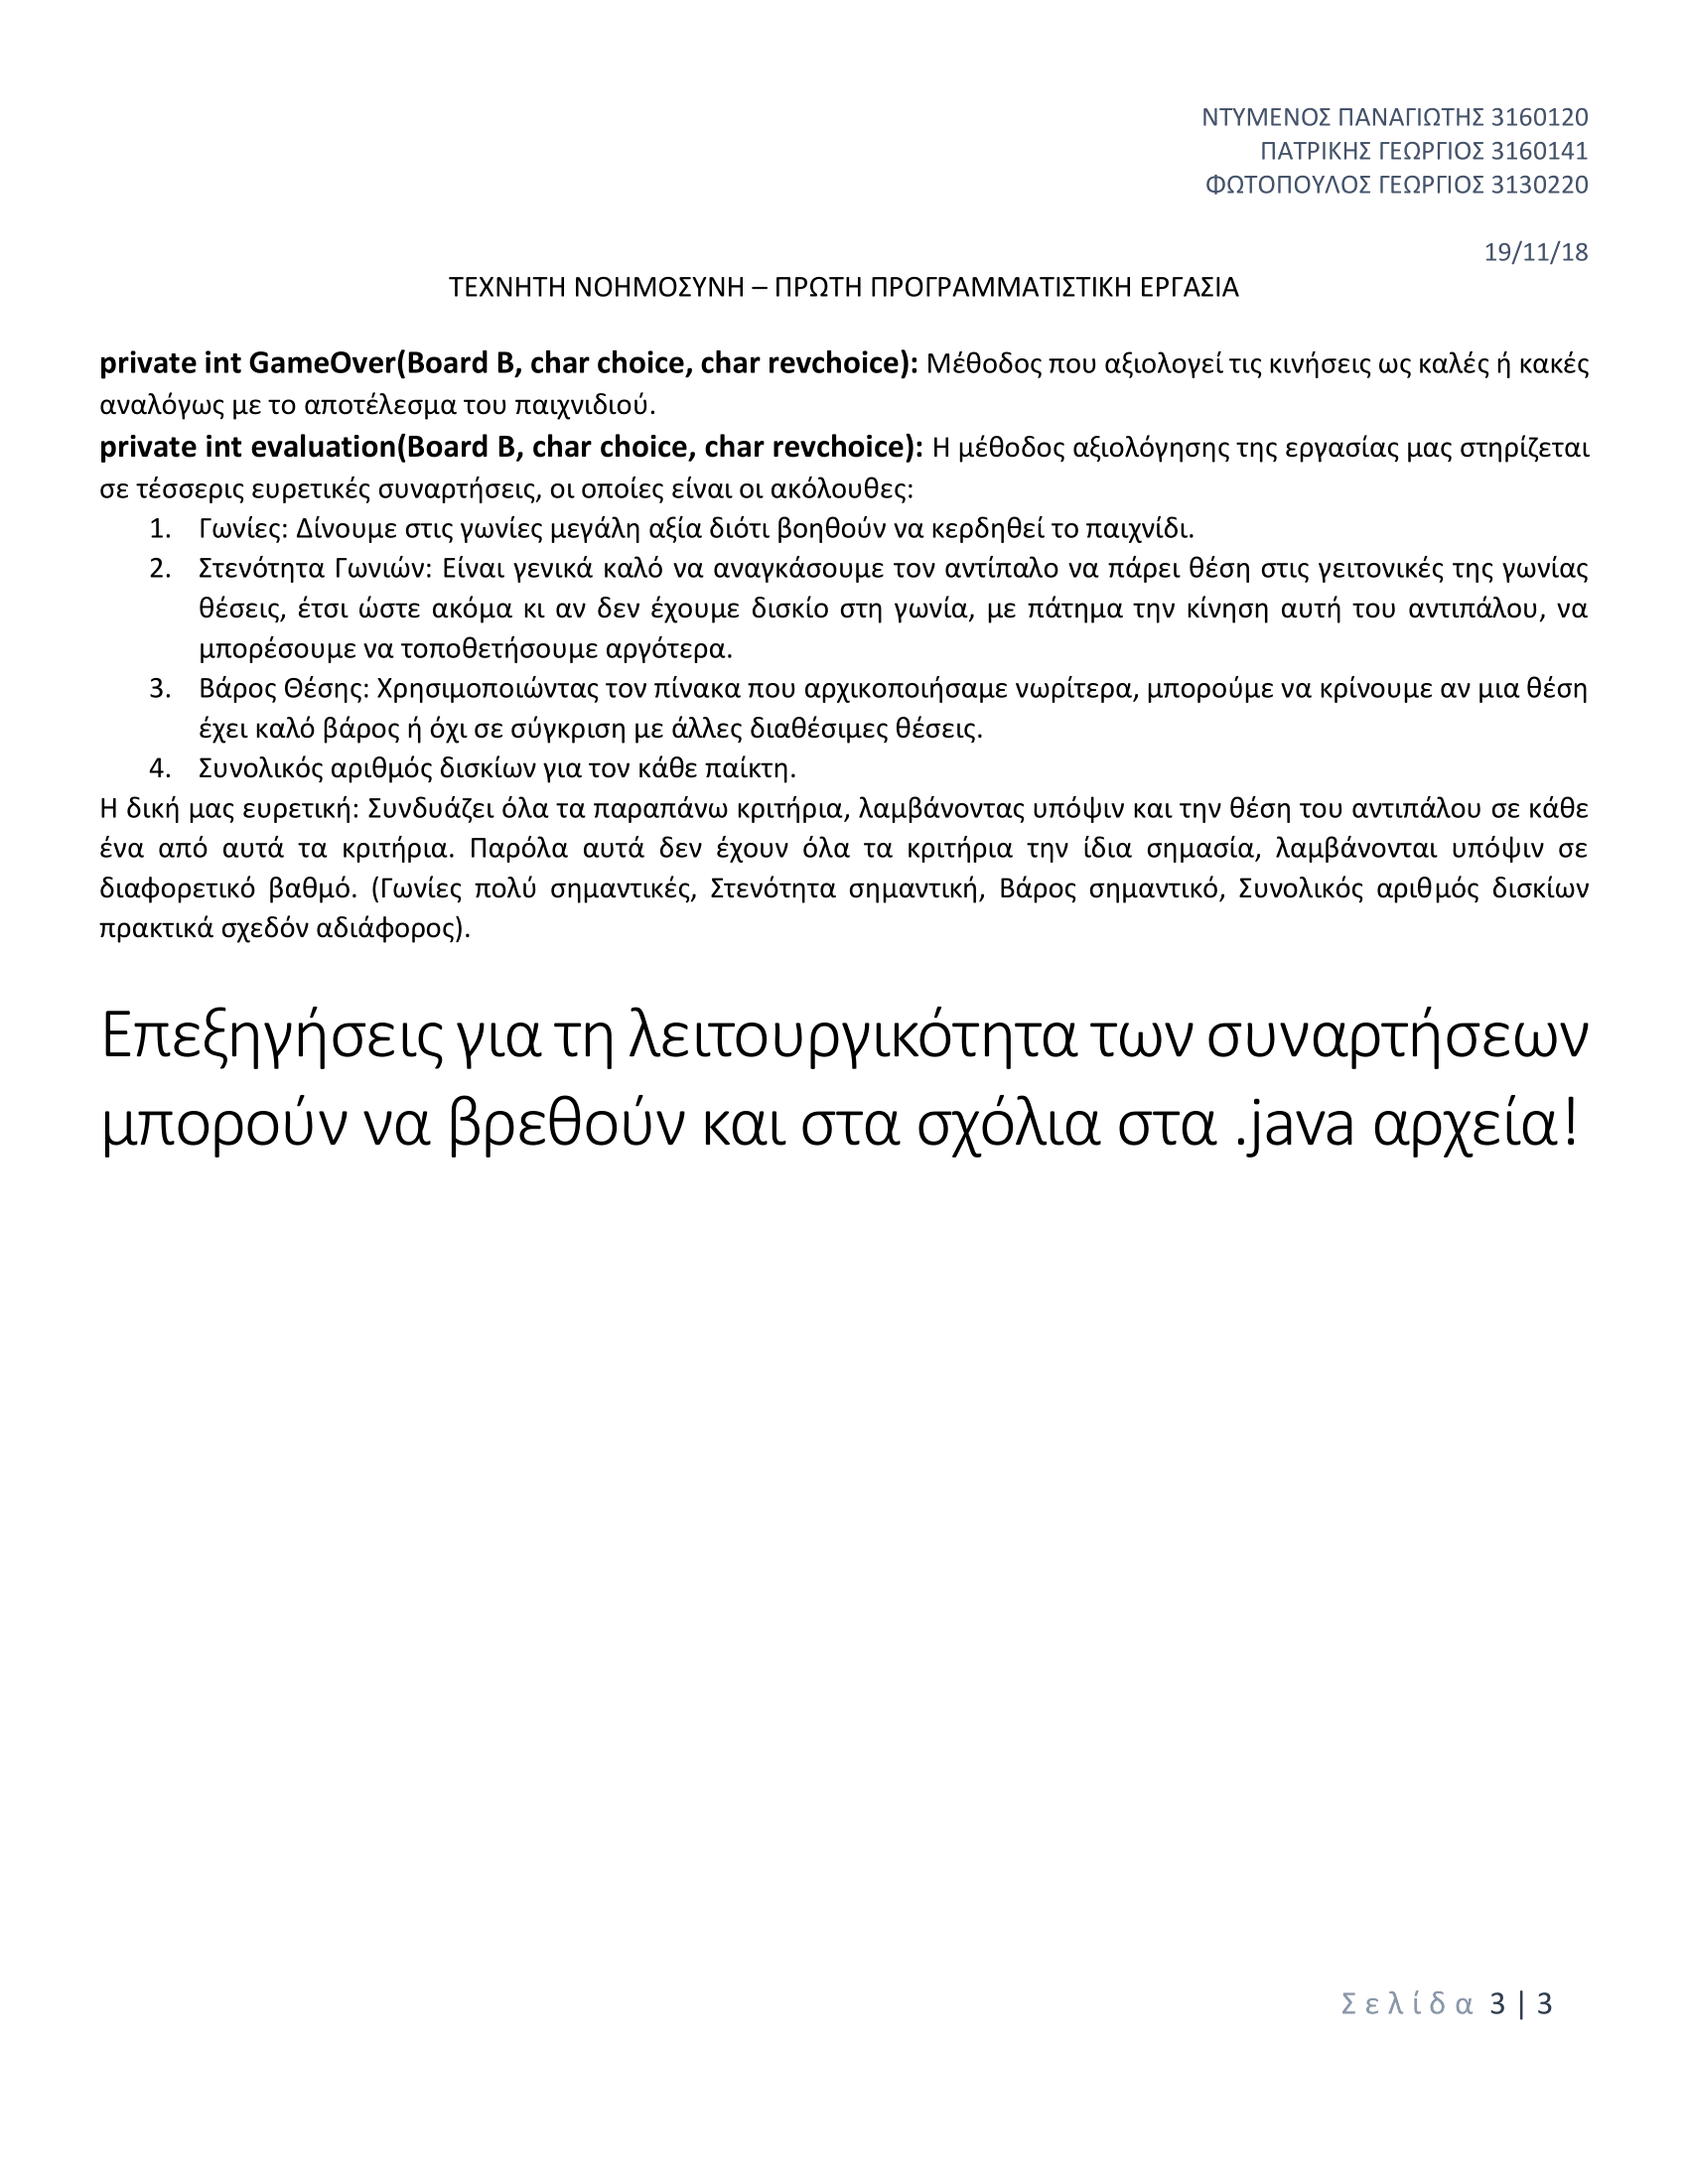 ΝΤΥΜΕΝΟΣ ΠΑΝΑΓΙΩΤΗΣ 3160120
ΠΑΤΡΙΚΗΣ ΓΕΩΡΓΙΟΣ 3160141
ΦΩΤΟΠΟΥΛΟΣ ΓΕΩΡΓΙΟΣ 3130220
19/11/18
ΤΕΧΝΗΤΗ ΝΟΗΜΟΣΥΝΗ – ΠΡΩΤΗ ΠΡΟΓΡΑΜΜΑΤΙΣΤΙΚΗ ΕΡΓΑΣΙΑ
private int GameOver(Board B, char choice, char revchoice): Μέθοδος που αξιολογεί τις κινήσεις ως καλές ή κακές
αναλόγως με το αποτέλεσμα του παιχνιδιού.
private int evaluation(Board B, char choice, char revchoice): Η μέθοδος αξιολόγησης της εργασίας μας στηρίζεται
σε τέσσερις ευρετικές συναρτήσεις, οι οποίες είναι οι ακόλουθες:
1. Γωνίες: Δίνουμε στις γωνίες μεγάλη αξία διότι βοηθούν να κερδηθεί το παιχνίδι.
2. Στενότητα Γωνιών: Είναι γενικά καλό να αναγκάσουμε τον αντίπαλο να πάρει θέση στις γειτονικές της γωνίας
θέσεις, έτσι ώστε ακόμα κι αν δεν έχουμε δισκίο στη γωνία, με πάτημα την κίνηση αυτή του αντιπάλου, να
μπορέσουμε να τοποθετήσουμε αργότερα.
3. Βάρος Θέσης: Χρησιμοποιώντας τον πίνακα που αρχικοποιήσαμε νωρίτερα, μπορούμε να κρίνουμε αν μια θέση
έχει καλό βάρος ή όχι σε σύγκριση με άλλες διαθέσιμες θέσεις.
4. Συνολικός αριθμός δισκίων για τον κάθε παίκτη.
Η δική μας ευρετική: Συνδυάζει όλα τα παραπάνω κριτήρια, λαμβάνοντας υπόψιν και την θέση του αντιπάλου σε κάθε
ένα από αυτά τα κριτήρια. Παρόλα αυτά δεν έχουν όλα τα κριτήρια την ίδια σημασία, λαμβάνονται υπόψιν σε
διαφορετικό βαθμό. (Γωνίες πολύ σημαντικές, Στενότητα σημαντική, Βάρος σημαντικό, Συνολικός αριθμός δισκίων
πρακτικά σχεδόν αδιάφορος).
Επεξηγήσεις για τη λειτουργικότητα των συναρτήσεων
μπορούν να βρεθούν και στα σχόλια στα .java αρχεία!
Σελίδα 3 | 3